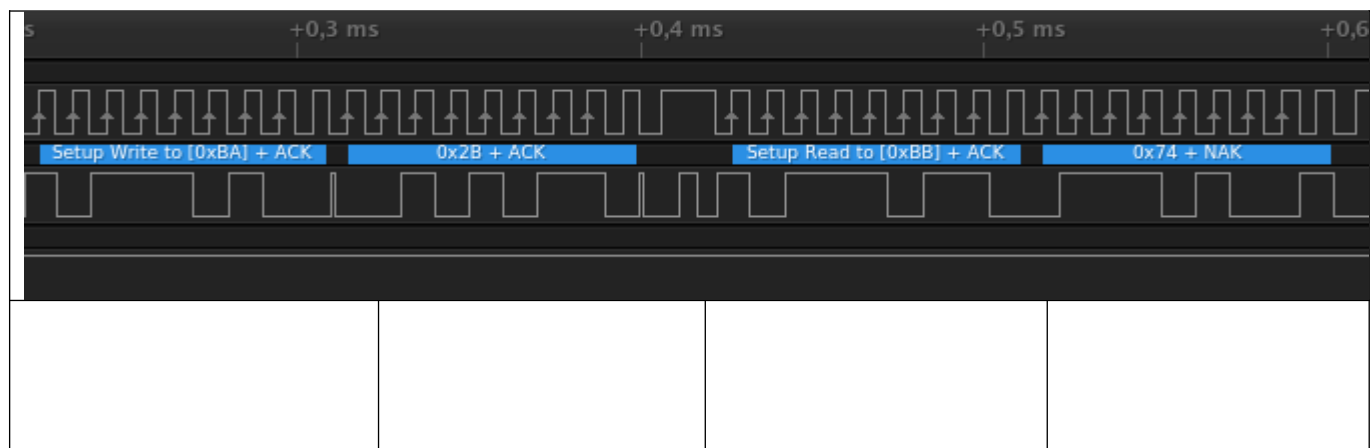 s +0,3 ms +0,4 ms +0,5 ms +0,6
Setup Write to [0xBA] + ACK 0x2B + ACK Setup Read to [0xBB] + ACK 0x74 + NAK